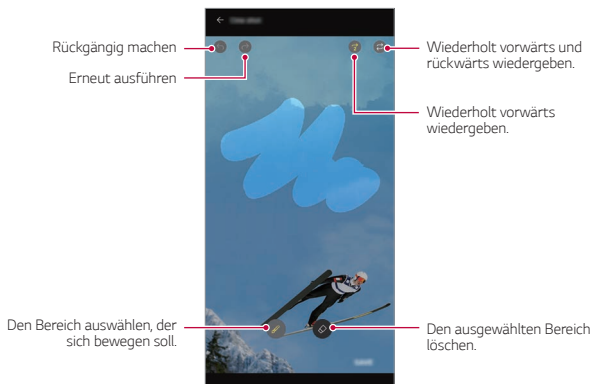 Rückgängig machen
Erneut ausführen
Wiederholt vorwärts und
rückwärts wiedergeben.
Wiederholt vorwärts
wiedergeben.
Den Bereich auswählen, der
sich bewegen soll.
Den ausgewählten Bereich
löschen.